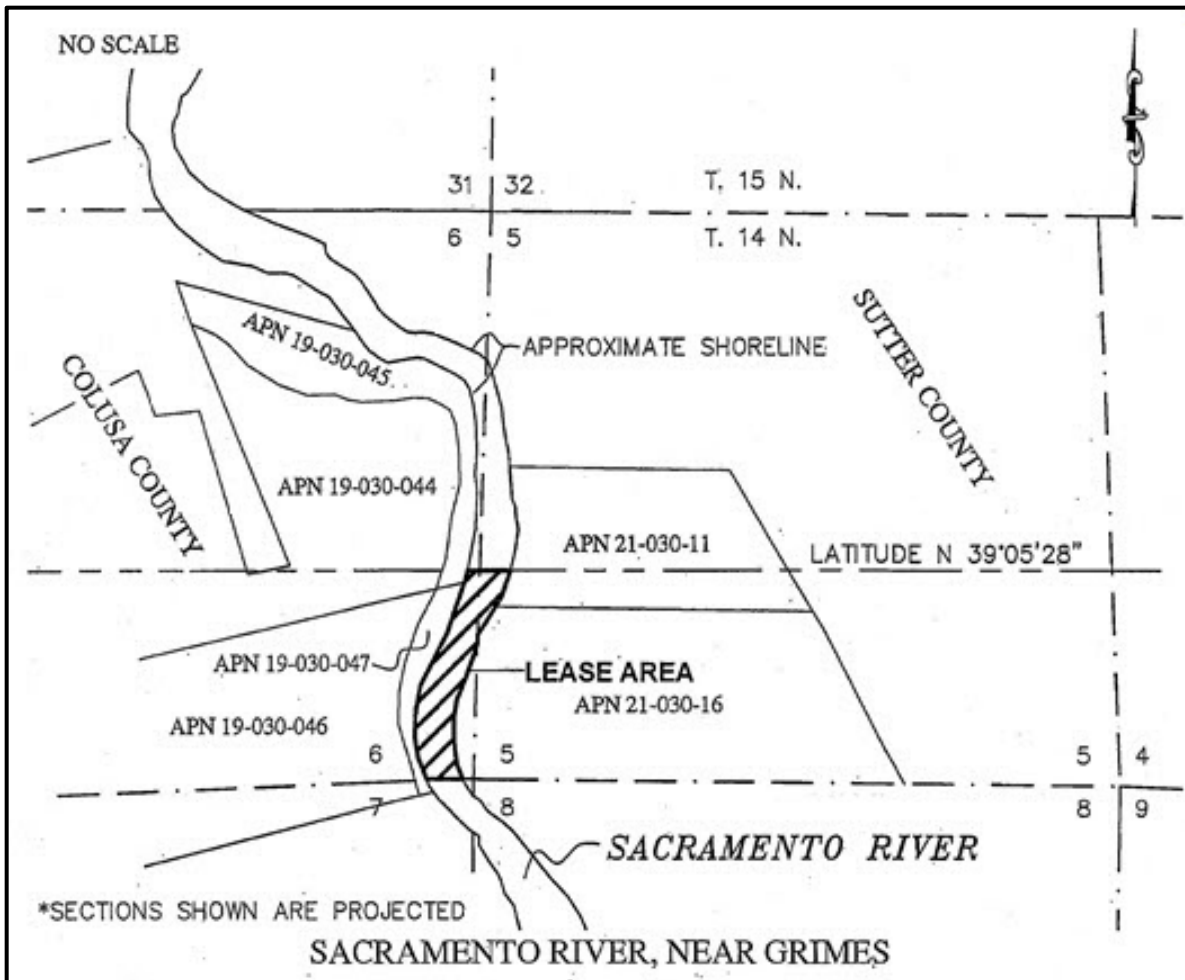 NO SCALE
31 32
T. 15 N.
6 5
T. 14 N.
SUTTER COUNTY
APN 19-030-045
APPROXIMATE SHORELINE
COLUSA COUNTY
APN 19-030-044
APN 21-030-11
LATITUDE N 39°05'28"
APN 19-030-047
LEASE AREA
APN 21-030-16
APN 19-030-046
6 5
5 4
7 8
8 9
SACRAMENTO RIVER
*SECTIONS SHOWN ARE PROJECTED
SACRAMENTO RIVER, NEAR GRIMES